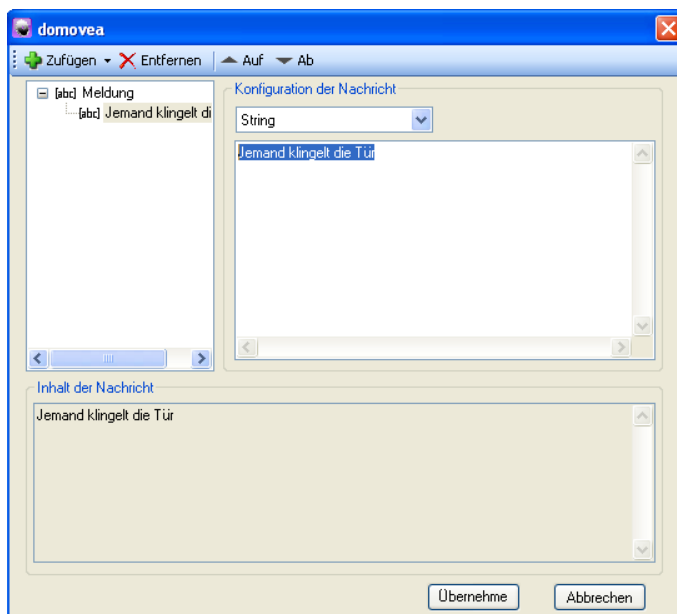 domovea
Zufügen Entfernen Auf Ab
[abc] Meldung
[abc] Jemand klingelt di
Konfiguration der Nachricht
String
Jemand klingelt die Tür
Inhalt der Nachricht
Jemand klingelt die Tür
Übernehme Abbrechen